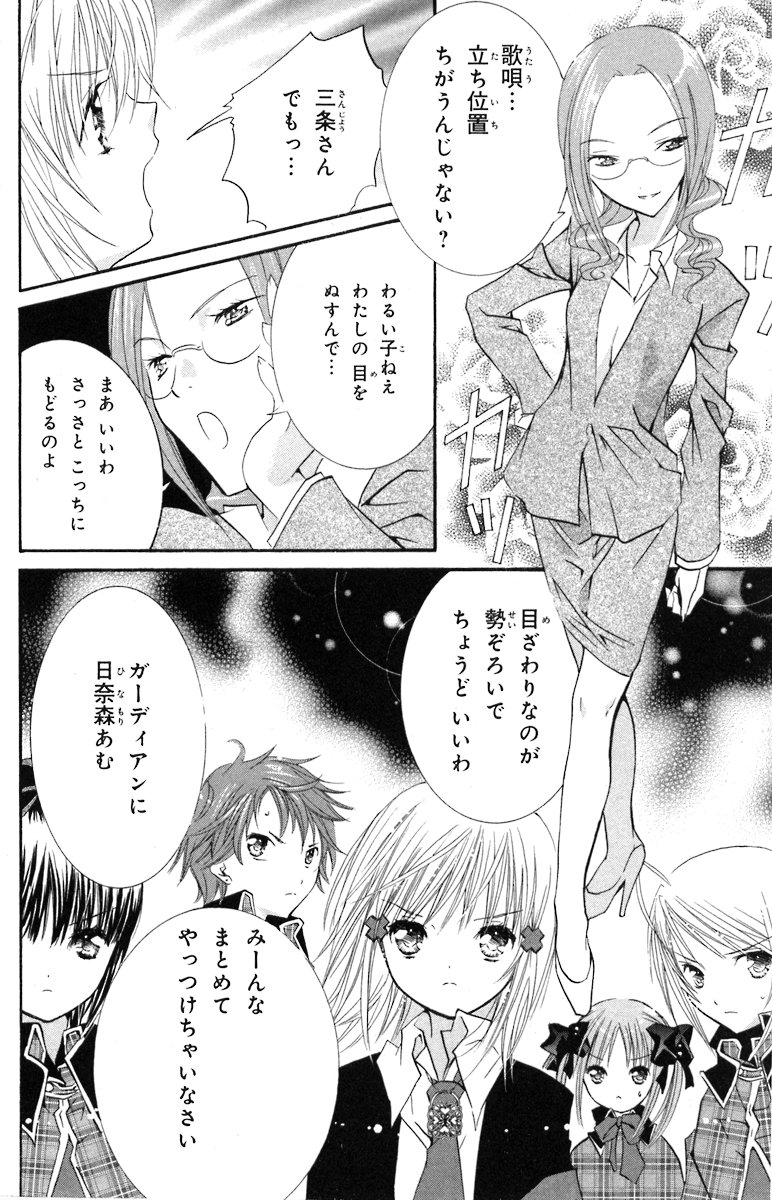 歌唄…
立ち位置
ちがうんじゃない？
三条さん
でもっ…
わるい子ねえ
わたしの目を
ぬすんで…
まあ いいわ
さっさと こっちに
もどるのよ
目ざわりなのが
勢ぞろいで
ちょうど いいわ
ガーディアンに
日奈森あむ
みーんな
まとめて
やっつけちゃいなさい